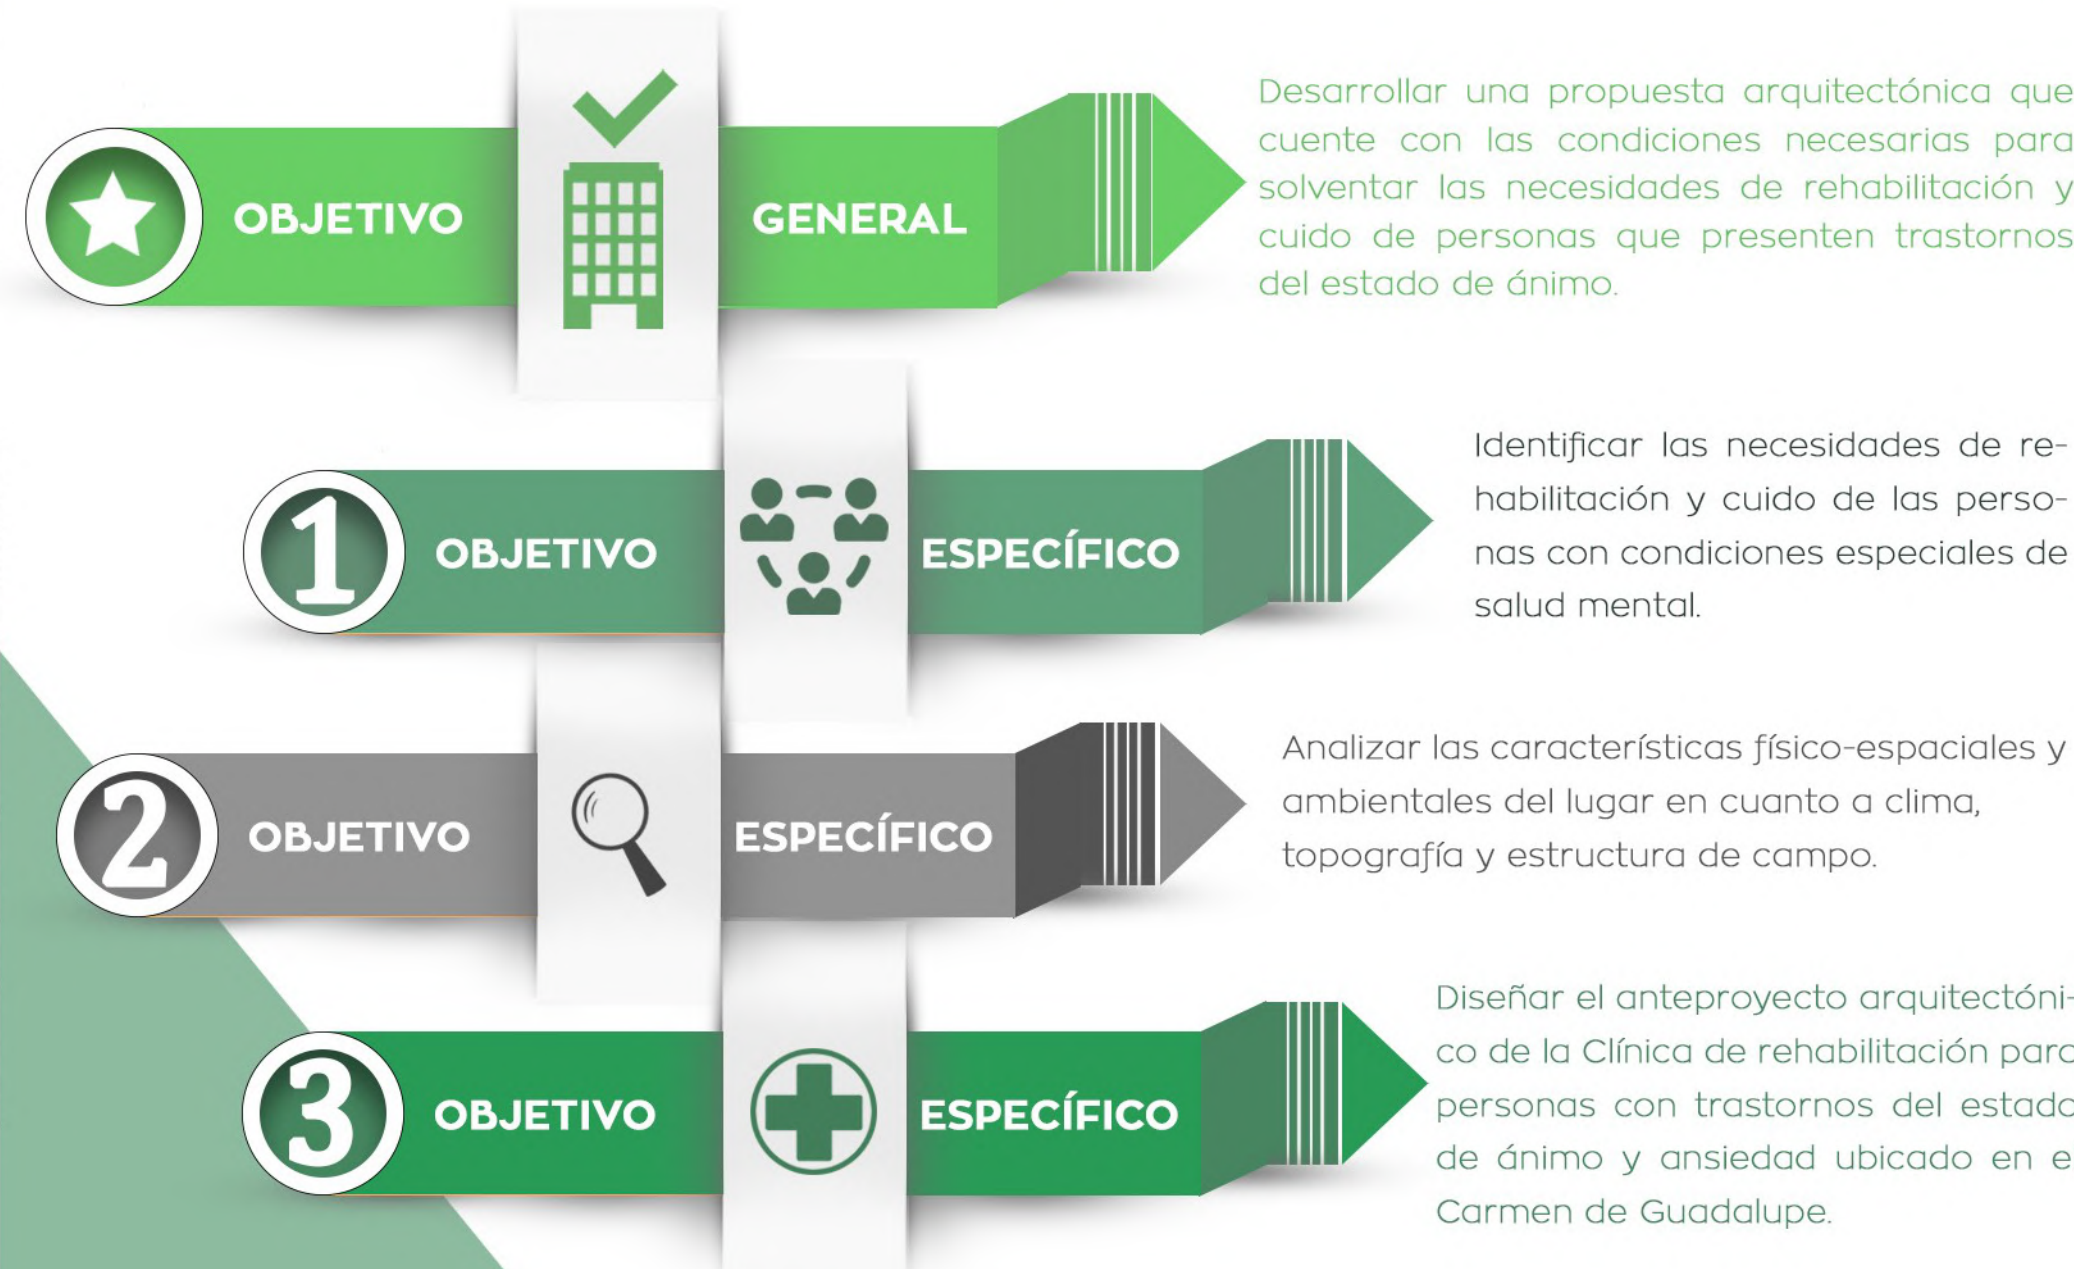 OBJETIVO GENERAL
Desarrollar una propuesta arquitectónica que
cuente con las condiciones necesarias para
solventar las necesidades de rehabilitación y
cuido de personas que presenten trastornos
del estado de ánimo.
1 OBJETIVO ESPECÍFICO
Identificar las necesidades de re-
habilitación y cuido de las perso-
nas con condiciones especiales de
salud mental.
2 OBJETIVO ESPECÍFICO
Analizar las características físico-espaciales y
ambientales del lugar en cuanto a clima,
topografía y estructura de campo.
3 OBJETIVO ESPECÍFICO
Diseñar el anteproyecto arquitectóni-
co de la Clínica de rehabilitación para
personas con trastornos del estado
de ánimo y ansiedad ubicado en e
Carmen de Guadalupe.